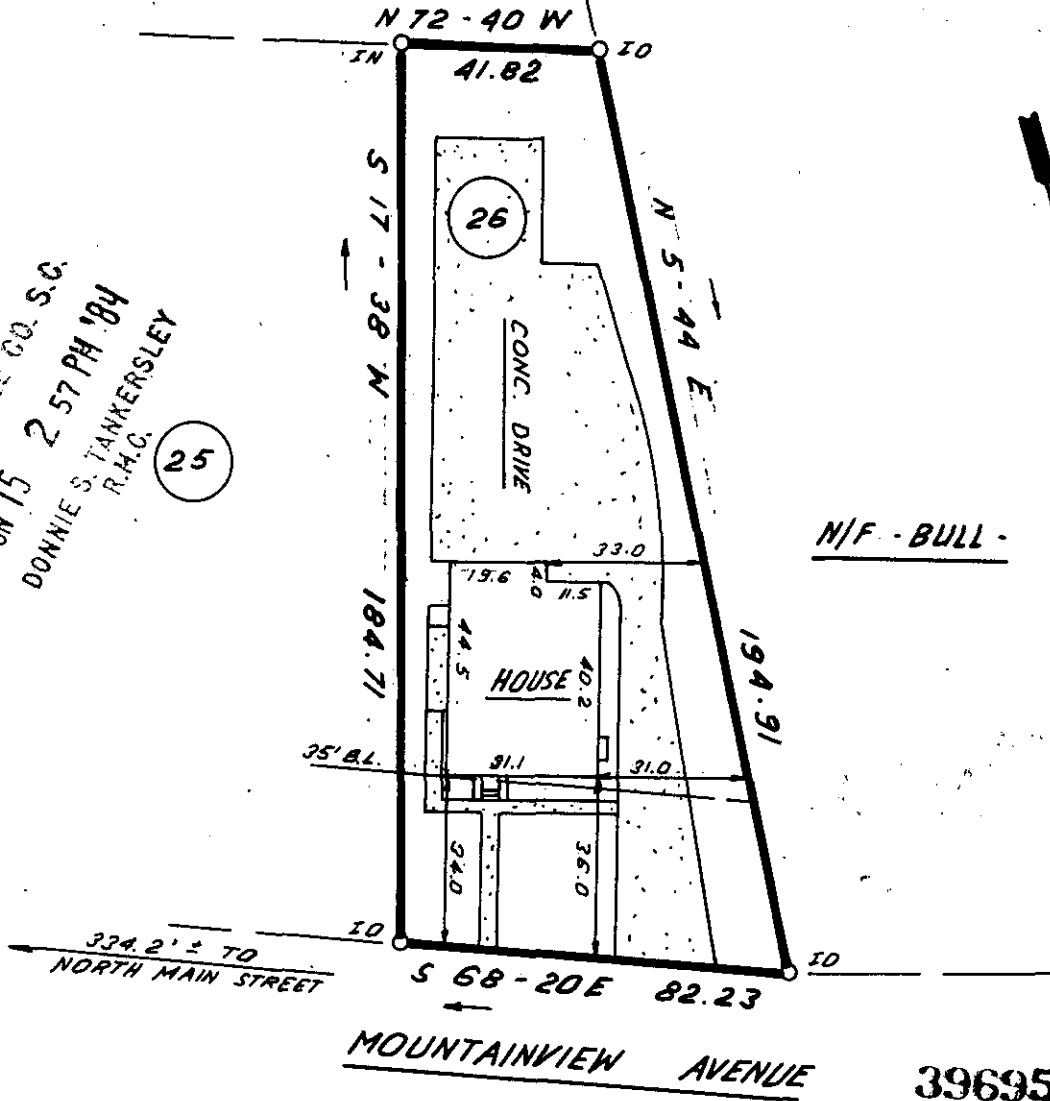 N 72 - 40 W
IN
IO
41.82
S 17 - 38 W
26
N 5 - 44 E
CO. S.C.
15 2 57 PM '84
DONNIE S. TANKERSLEY
R.M.C.
25
CONC. DRIVE
N/F - BULL -
33.0
19.6
4.0
11.5
184.71
44.5
HOUSE
40.2
194.91
35' B.L.
31.1
31.0
34.0
36.0
IO
IO
334.2' ± TO
NORTH MAIN STREET
S 68 - 20 E 82.23
MOUNTAINVIEW AVENUE
39695